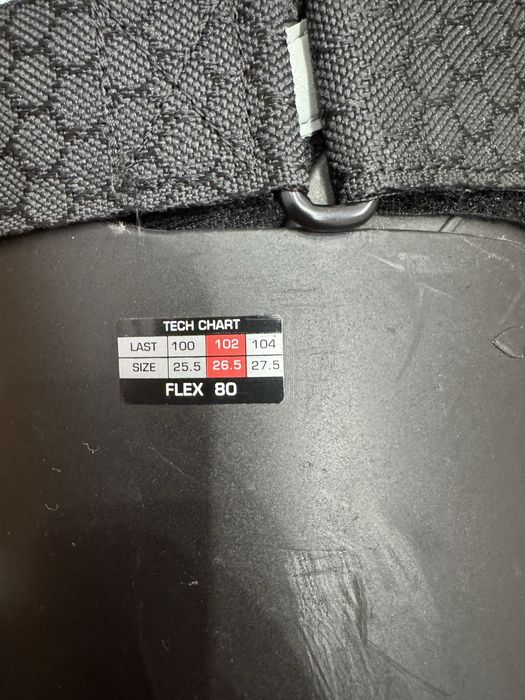 TECH CHART
LAST 100 102 104
SIZE 25.5 26.5 27.5
FLEX 80